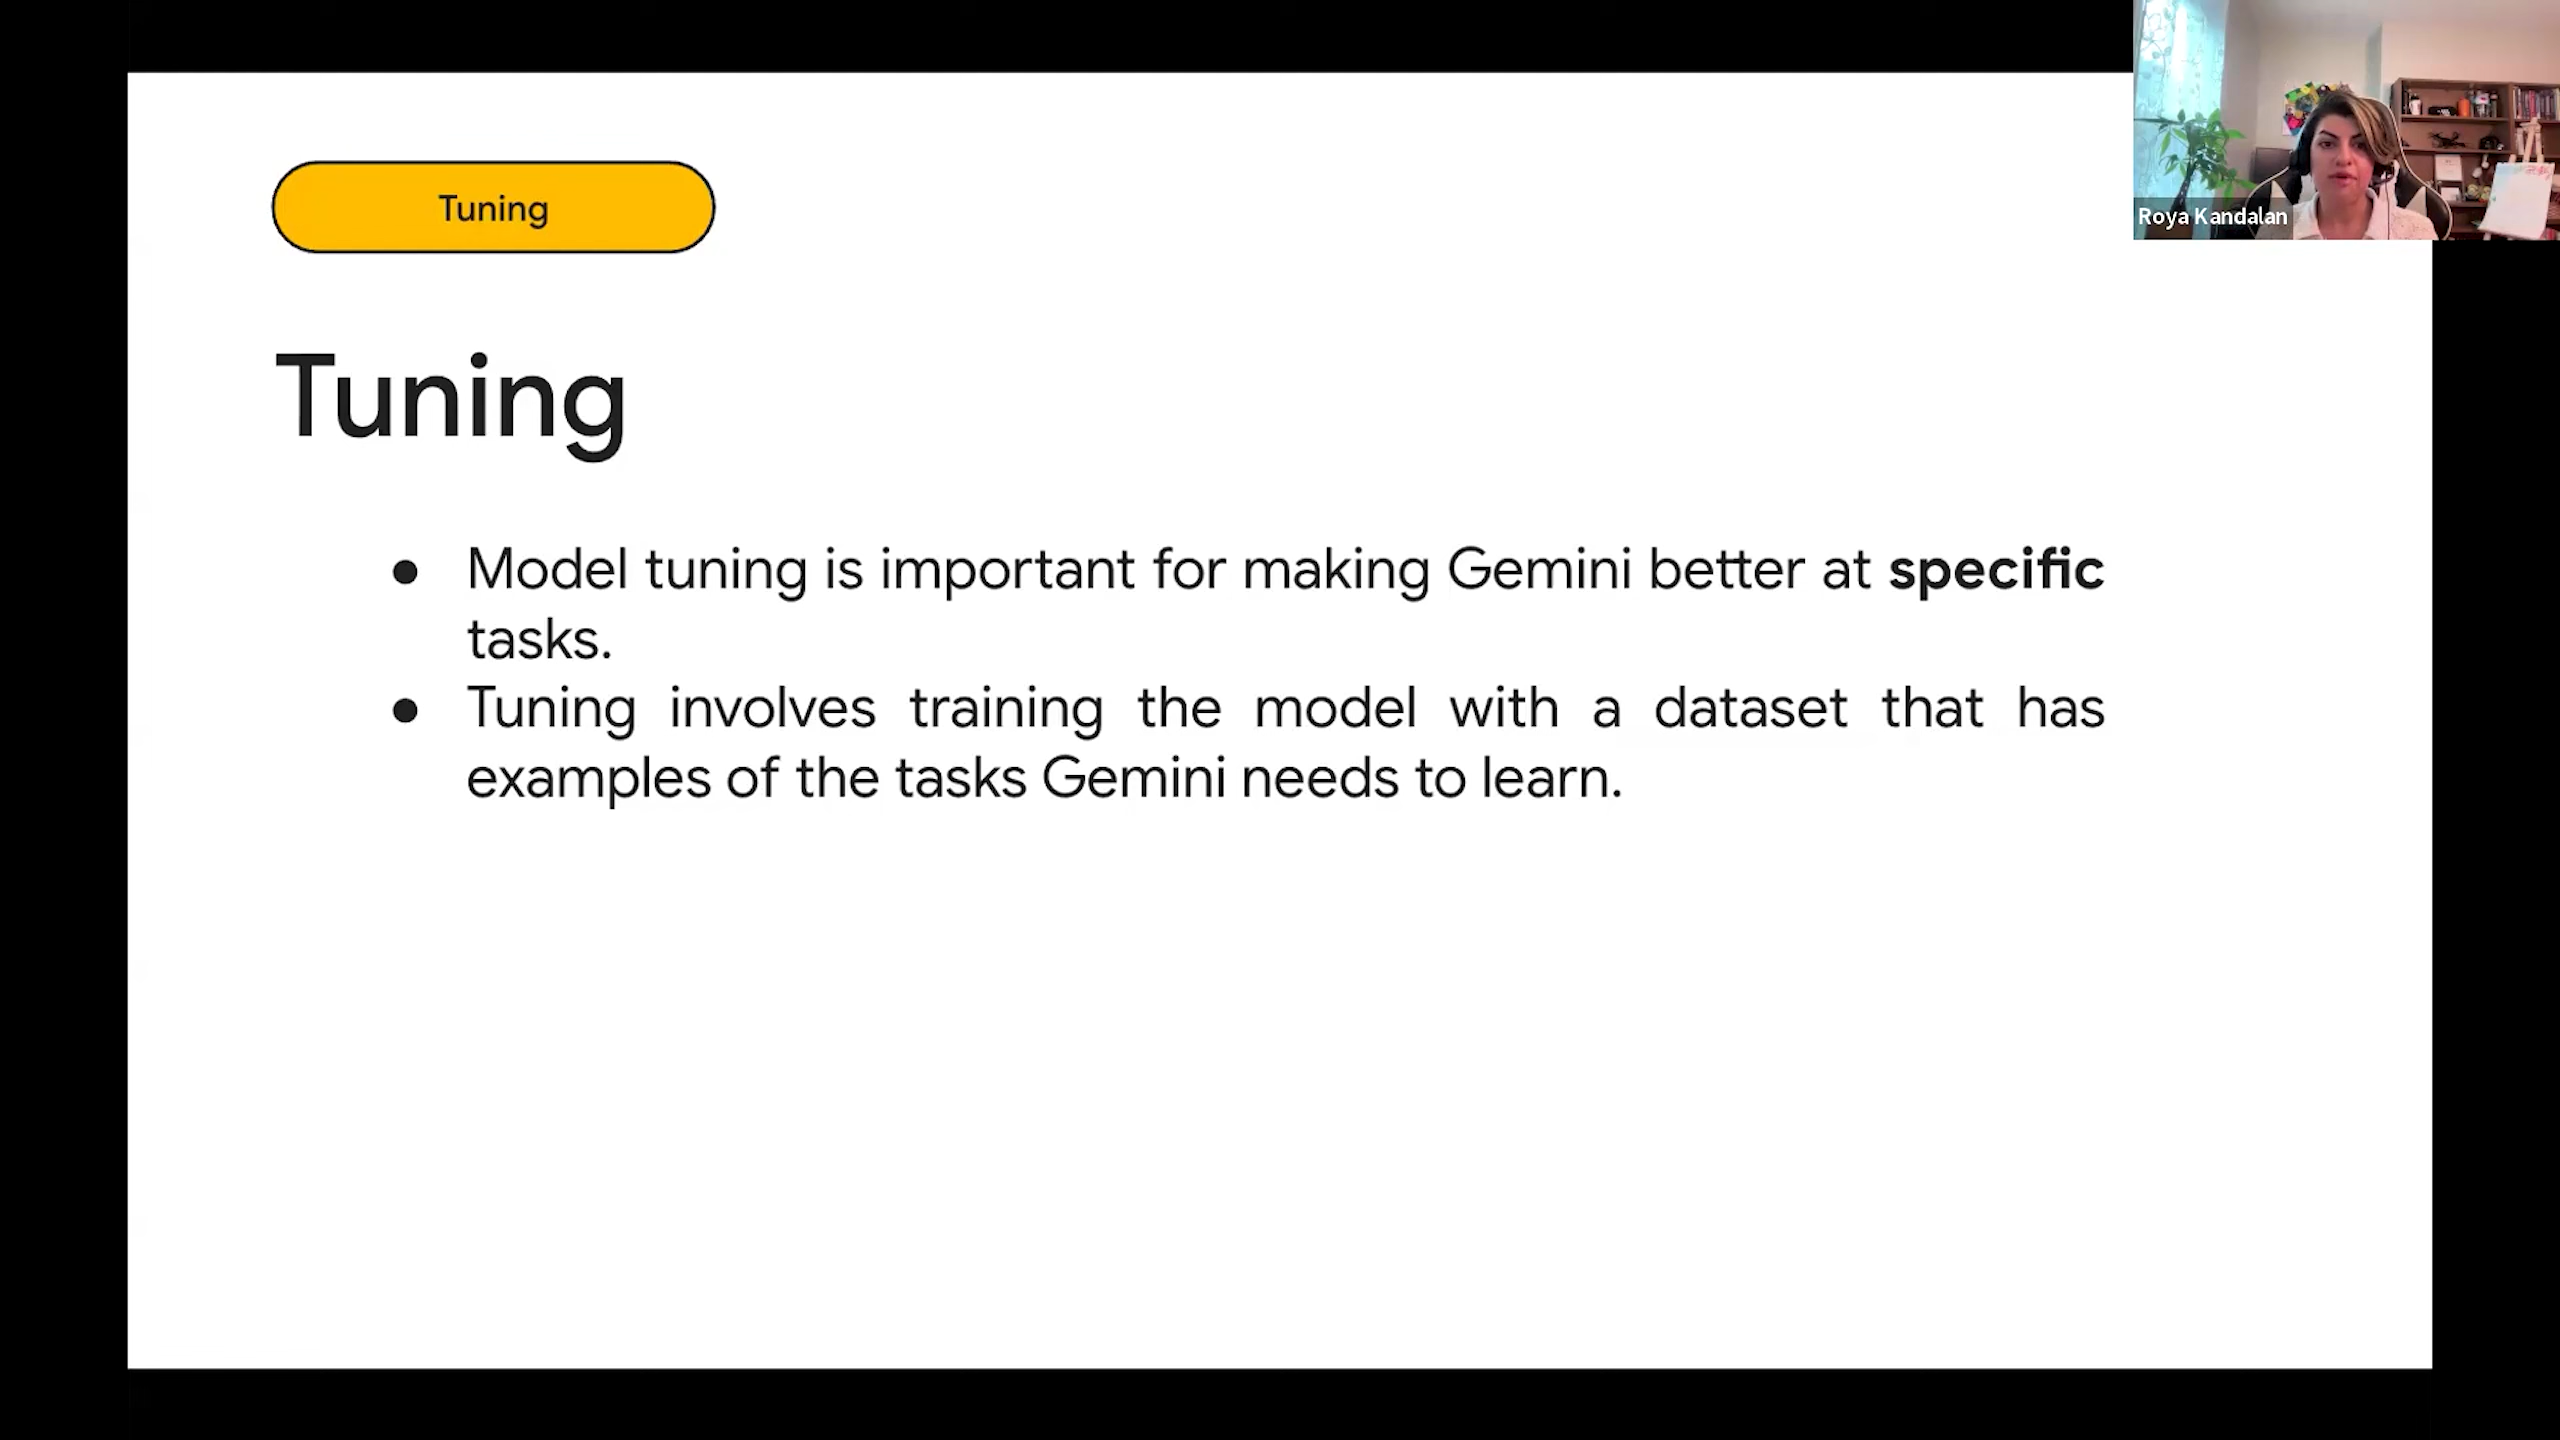 Tuning
Roya Kandalan
Tuning
● Model tuning is important for making Gemini better at specific
tasks.
● Tuning involves training the model with a dataset that has
examples of the tasks Gemini needs to learn.